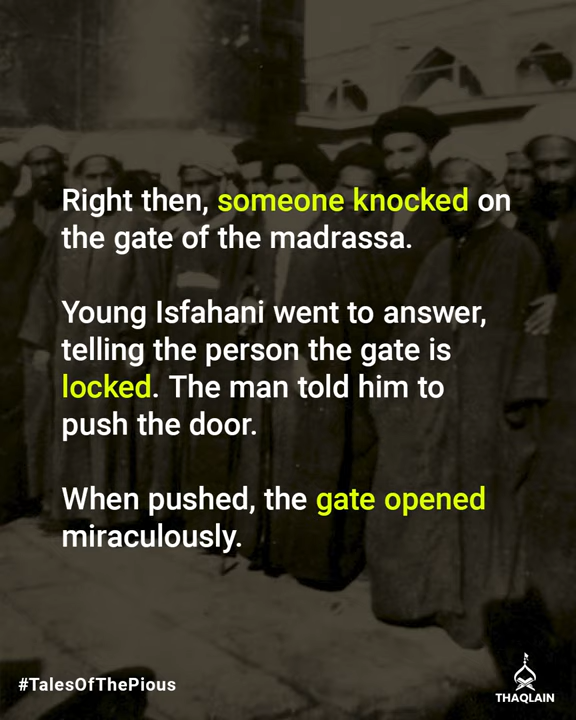 Right then, someone knocked on
the gate of the madrassa.
Young Isfahani went to answer,
telling the person the gate is
locked. The man told him to
push the door.
When pushed, the gate opened
miraculously.
#TalesOfThePious
THAQLAIN